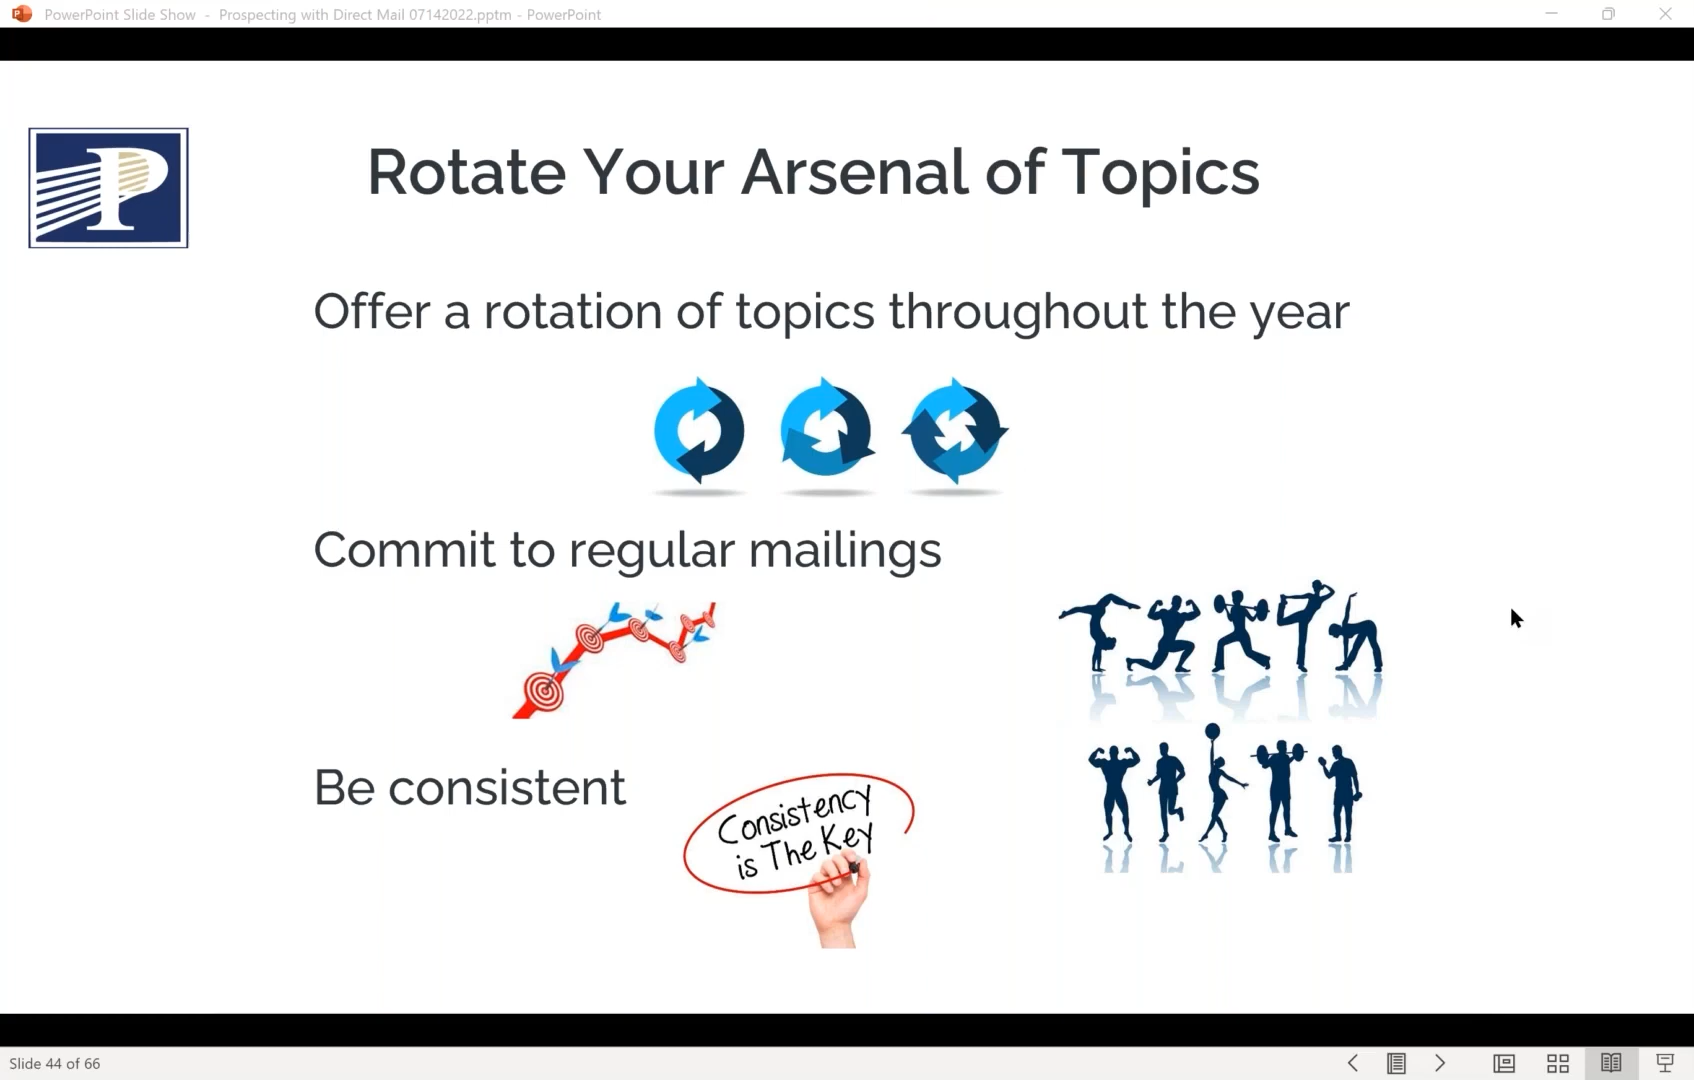 PowerPoint Slide Show - Prospecting with Direct Mail 07142022.pptm - PowerPoint
P
Rotate Your Arsenal of Topics
Offer a rotation of topics throughout the year
Commit to regular mailings
Be consistent
Consistency
is The Key
Slide 44 of 66